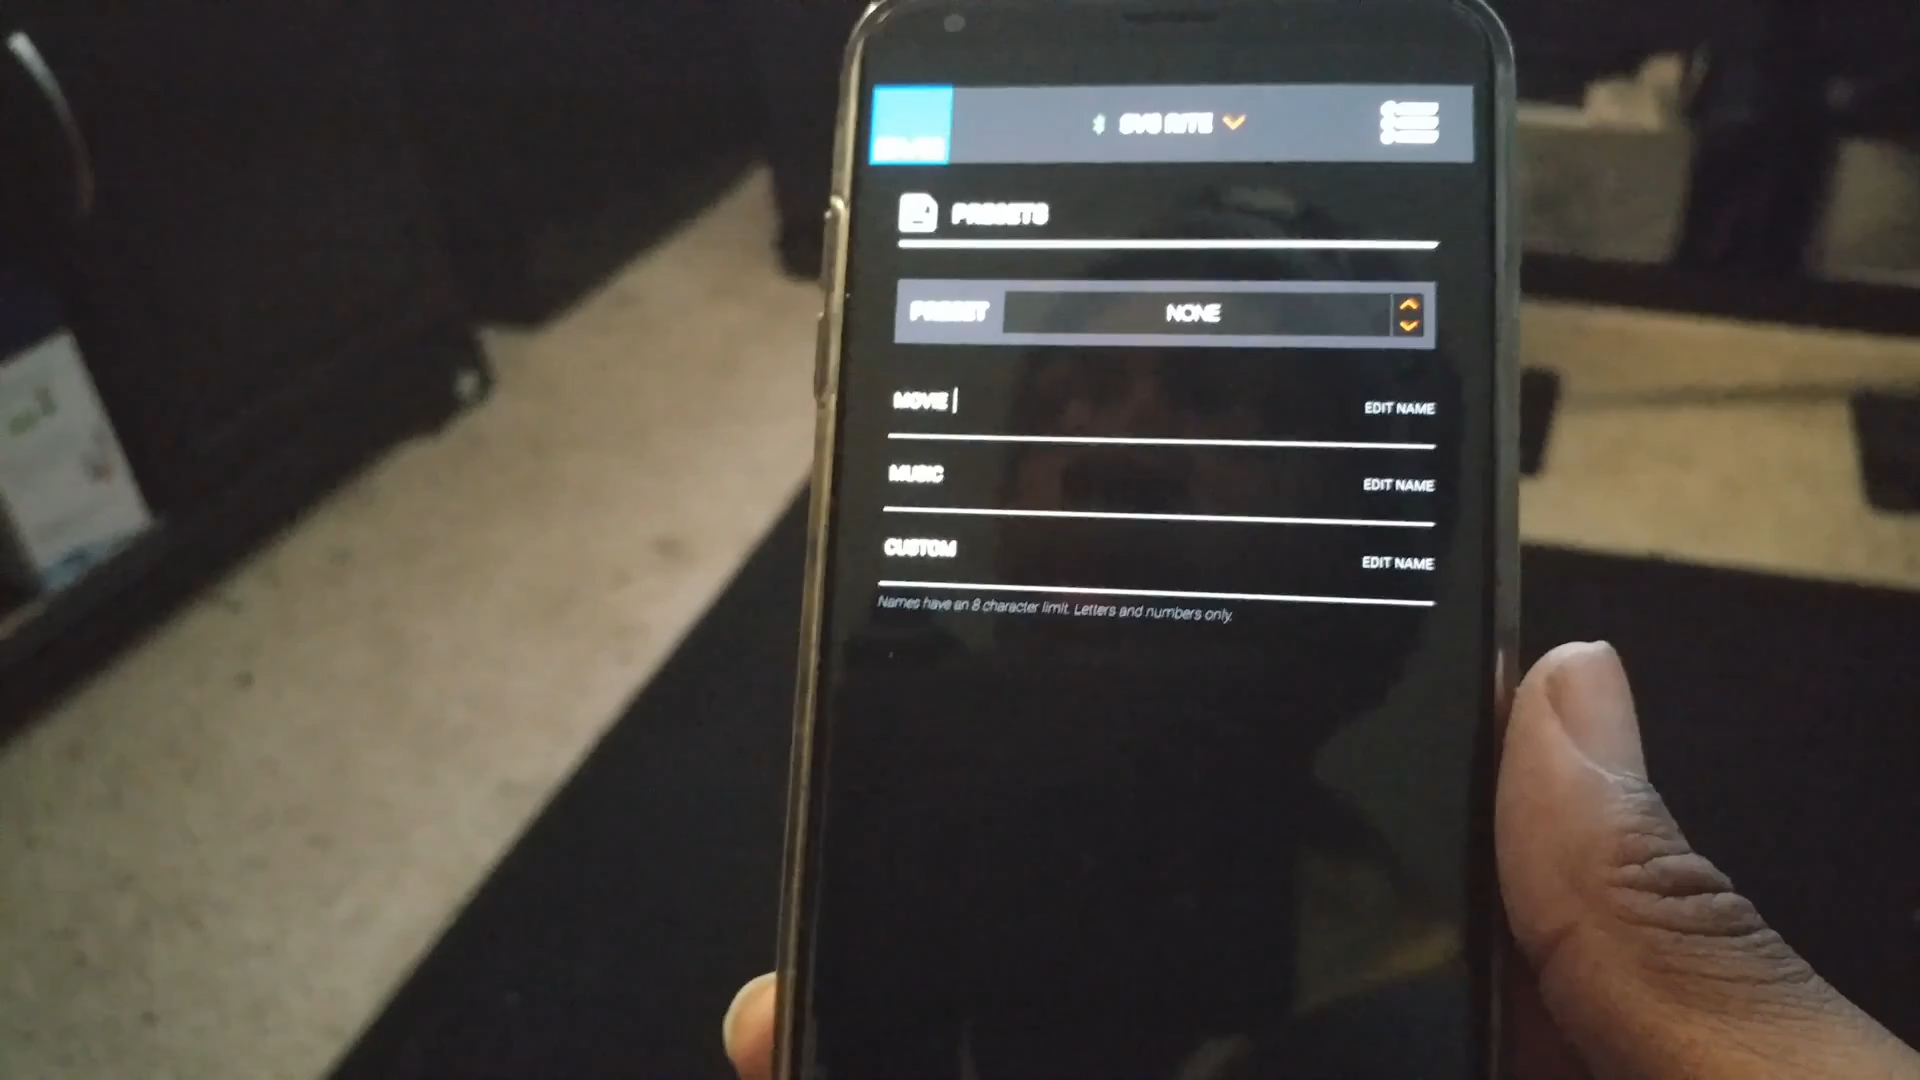 PRESETS
PRESET NONE
MOVIE EDIT NAME
MUSIC EDIT NAME
CUSTOM EDIT NAME
Names have an 8 character limit. Letters and numbers only.